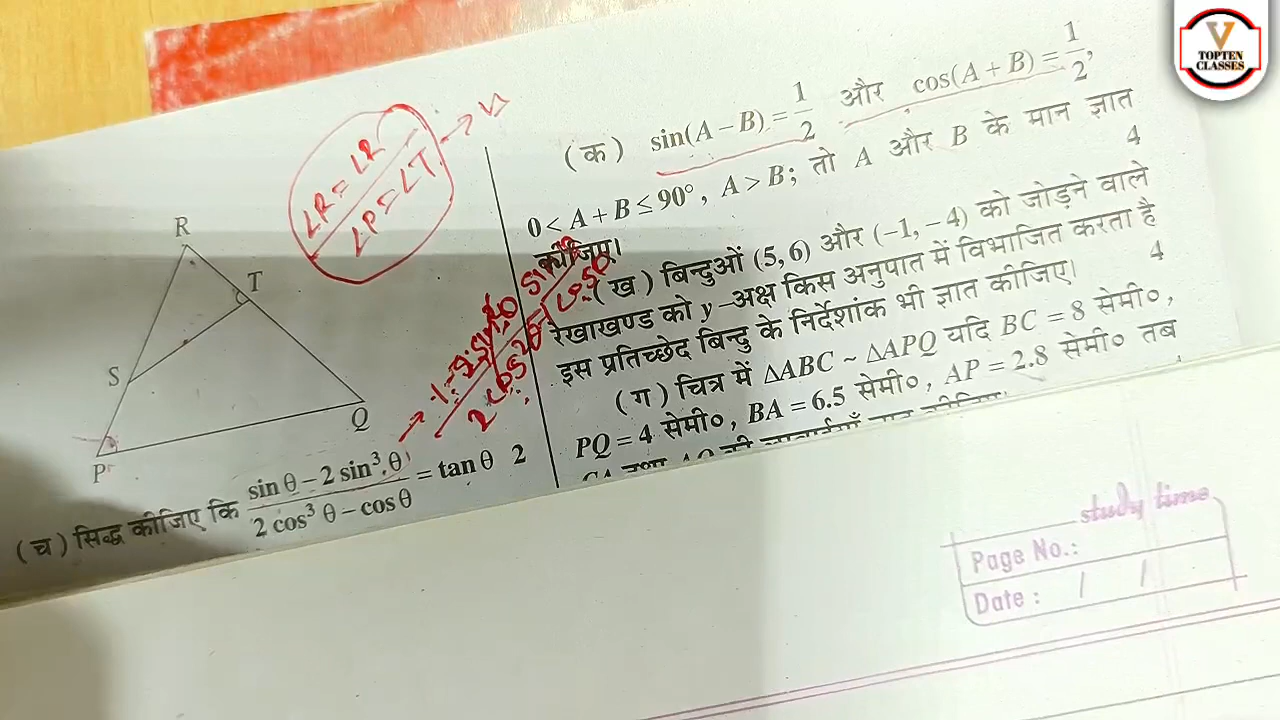 V
TOPTEN
CLASSES
∠R = ∠R
∠P = ∠T
R
T
S
Q
P
(च) सिद्ध कीजिए कि (sin θ – 2 sin³ θ) / (2 cos³ θ – cos θ) = tan θ 2
(क) sin(A – B) = 1/2 और cos(A + B) = 1/2,
0 < A + B ≤ 90°, A > B; तो A और B के मान ज्ञात
कीजिए। 4
(ख) बिन्दुओं (5, 6) और (–1, –4) को जोड़ने वाले
रेखाखण्ड को y–अक्ष किस अनुपात में विभाजित करता है
इस प्रतिच्छेद बिन्दु के निर्देशांक भी ज्ञात कीजिए। 4
(ग) चित्र में ΔABC ~ ΔAPQ यदि BC = 8 सेमी०,
PQ = 4 सेमी०, BA = 6.5 सेमी०, AP = 2.8 सेमी० तब
study time
Page No.:
Date : / /